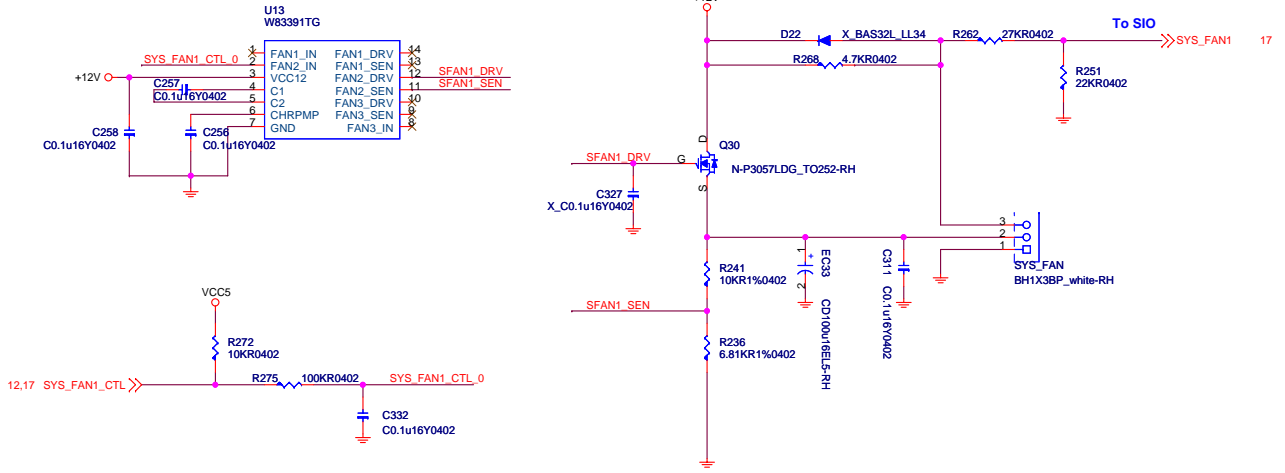 U13
W83391TG
SYS_FAN1_CTL_0
+12V
1 FAN1_IN FAN1_DRV 14
2 FAN2_IN FAN1_SEN 13
3 VCC12 FAN2_DRV 12 SFAN1_DRV
4 C1 FAN2_SEN 11 SFAN1_SEN
5 C2 FAN3_DRV 10
6 CHRPMP FAN3_SEN 9
7 GND FAN3_IN 8
C257
C0.1u16Y0402
C258
C0.1u16Y0402
C256
C0.1u16Y0402
VCC5
R272
10KR0402
12,17 SYS_FAN1_CTL
R275 100KR0402
SYS_FAN1_CTL_0
C332
C0.1u16Y0402
D22 X_BAS32L_LL34
R268 4.7KR0402
R262 27KR0402
To SIO
SYS_FAN1 17
R251
22KR0402
SFAN1_DRV
G
D
S
Q30
N-P3057LDG_TO252-RH
C327
X_C0.1u16Y0402
R241
10KR1%0402
SFAN1_SEN
R236
6.81KR1%0402
1
+
2
EC33 CD100u16EL5-RH
C311 C0.1u16Y0402
3
2
1
SYS_FAN
BH1X3BP_white-RH